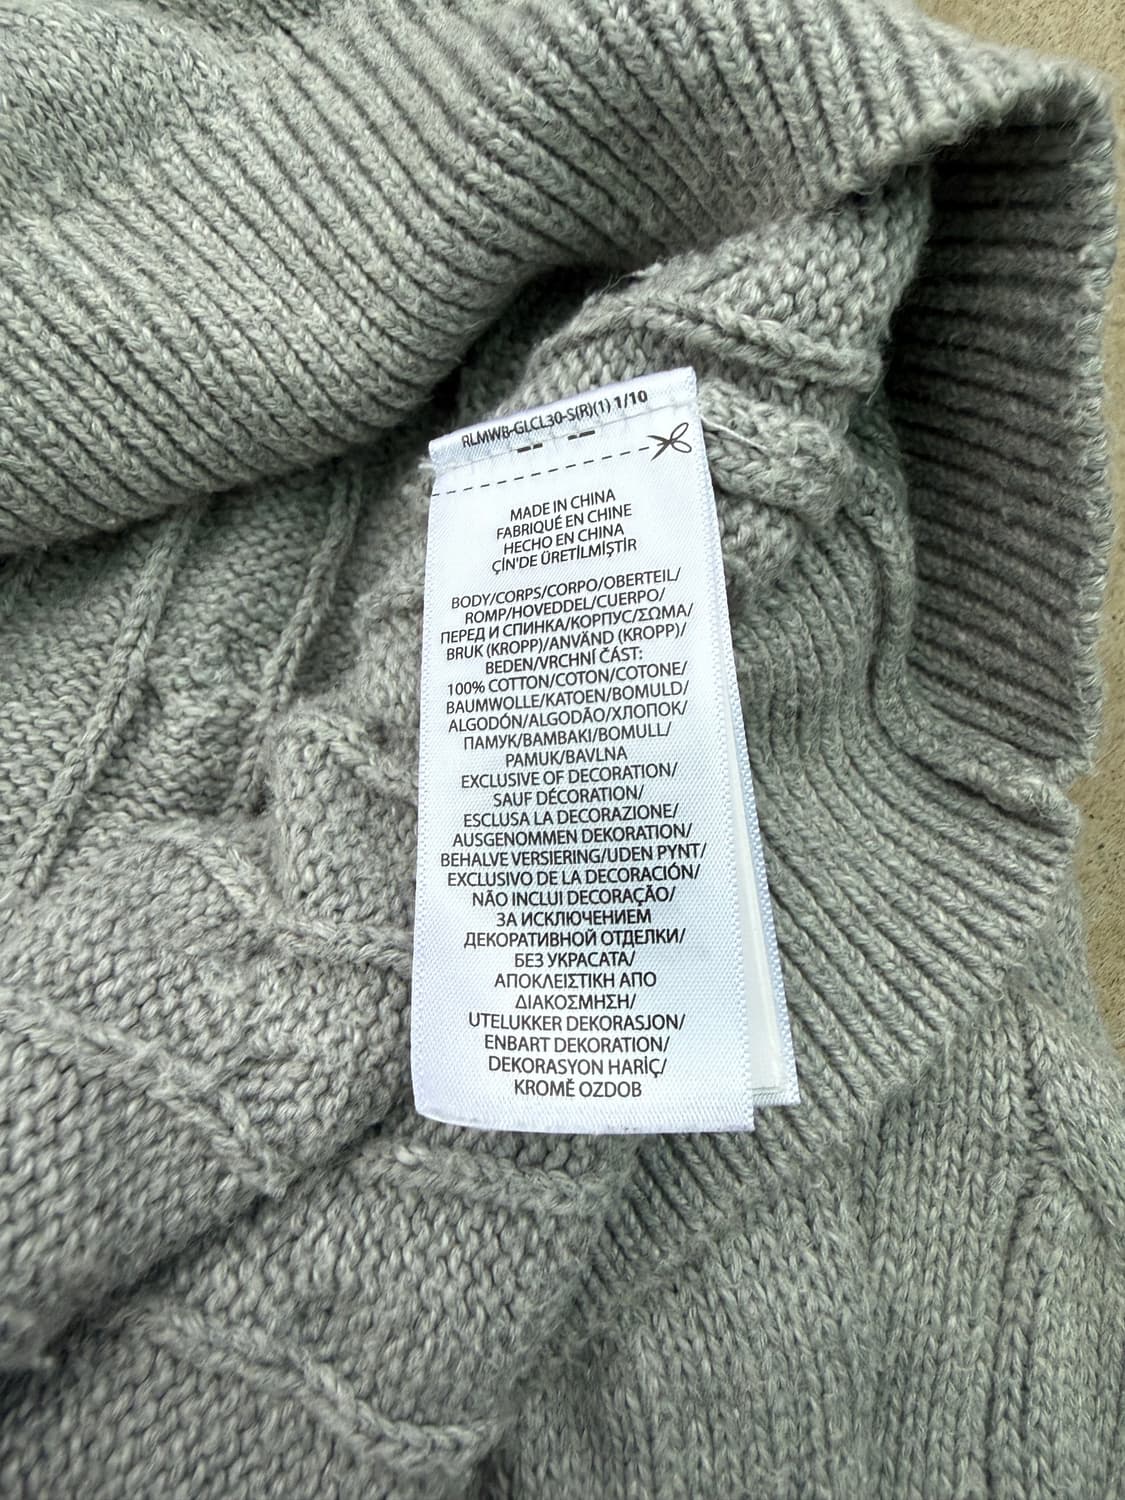 RLMWB-GLCL30-S(R)(1) 1/10
MADE IN CHINA
FABRIQUÉ EN CHINE
HECHO EN CHINA
ÇİN'DE ÜRETİLMİŞTİR
BODY/CORPS/CORPO/OBERTEIL/
ROMP/HOVEDDEL/CUERPO/
ПЕРЕД И СПИНКА/КОРПУС/ΣΩΜΑ/
BRUK (KROPP)/ANVÄND (KROPP)/
BEDEN/VRCHNÍ ČÁST:
100% COTTON/COTON/COTONE/
BAUMWOLLE/KATOEN/BOMULD/
ALGODÓN/ALGODÃO/ХЛОПОК/
ПАМУК/ΒΑΜΒΑΚΙ/BOMULL/
PAMUK/BAVLNA
EXCLUSIVE OF DECORATION/
SAUF DÉCORATION/
ESCLUSA LA DECORAZIONE/
AUSGENOMMEN DEKORATION/
BEHALVE VERSIERING/UDEN PYNT/
EXCLUSIVO DE LA DECORACIÓN/
NÃO INCLUI DECORAÇÃO/
ЗА ИСКЛЮЧЕНИЕМ
ДЕКОРАТИВНОЙ ОТДЕЛКИ/
БЕЗ УКРАСАТА/
ΑΠΟΚΛΕΙΣΤΙΚΗ ΑΠΟ
ΔΙΑΚΟΣΜΗΣΗ/
UTELUKKER DEKORASJON/
ENBART DEKORATION/
DEKORASYON HARİÇ/
KROMĚ OZDOB